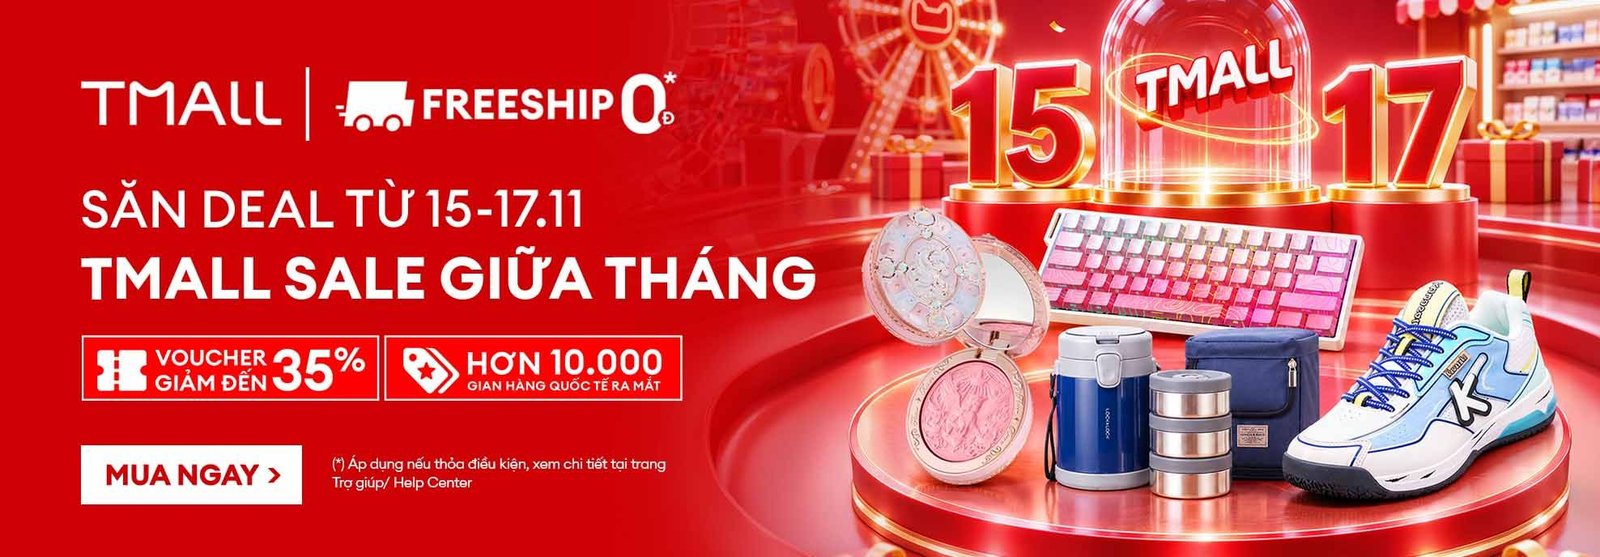 TMALL
FREESHIP 0Đ*
SĂN DEAL TỪ 15-17.11
TMALL SALE GIỮA THÁNG
VOUCHER
GIẢM ĐẾN 35%
HƠN 10.000
GIAN HÀNG QUỐC TẾ RA MẮT
MUA NGAY >
(*) Áp dụng nếu thỏa điều kiện, xem chi tiết tại trang
Trợ giúp/ Help Center
15
TMALL
17
LOCK&LOCK
K